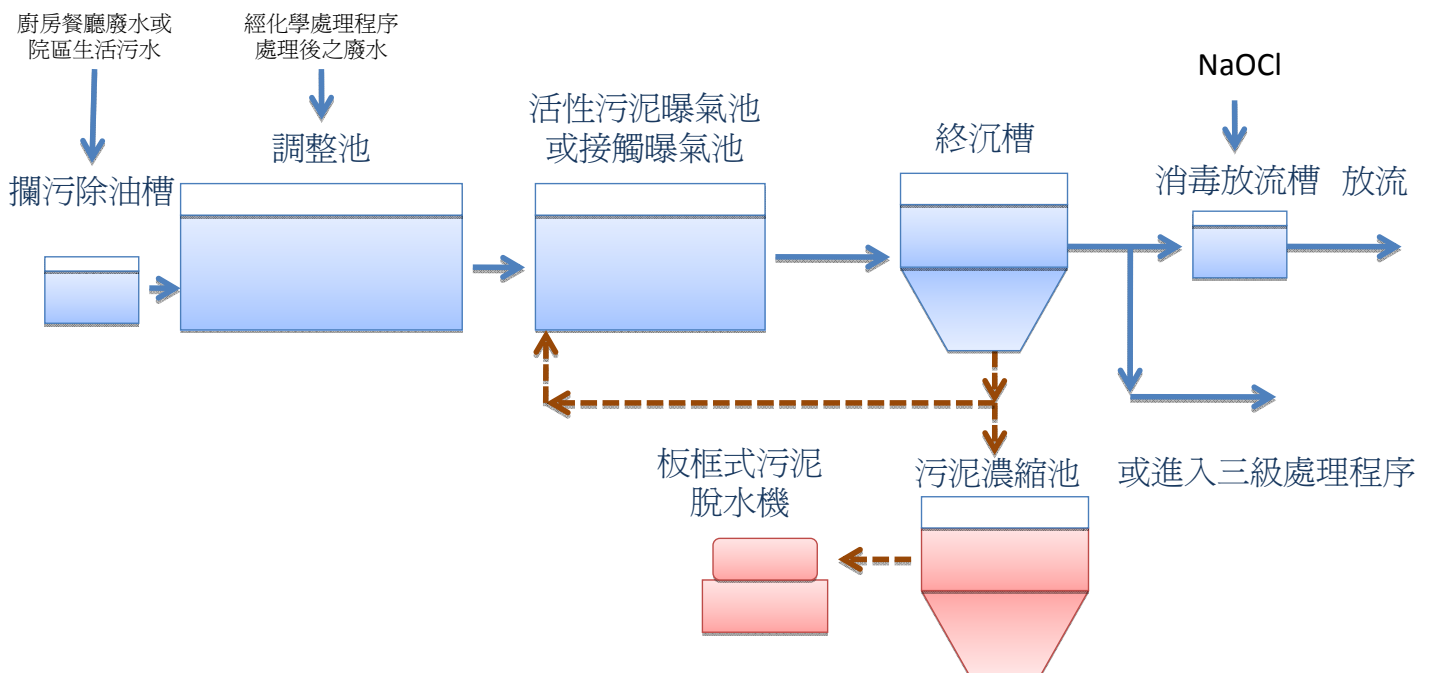 廚房餐廳廢水或
院區生活污水
經化學處理程序
處理後之廢水
NaOCl
活性污泥曝氣池
或接觸曝氣池
調整池
終沉槽
攔污除油槽
消毒放流槽
放流
板框式污泥
脫水機
污泥濃縮池
或進入三級處理程序